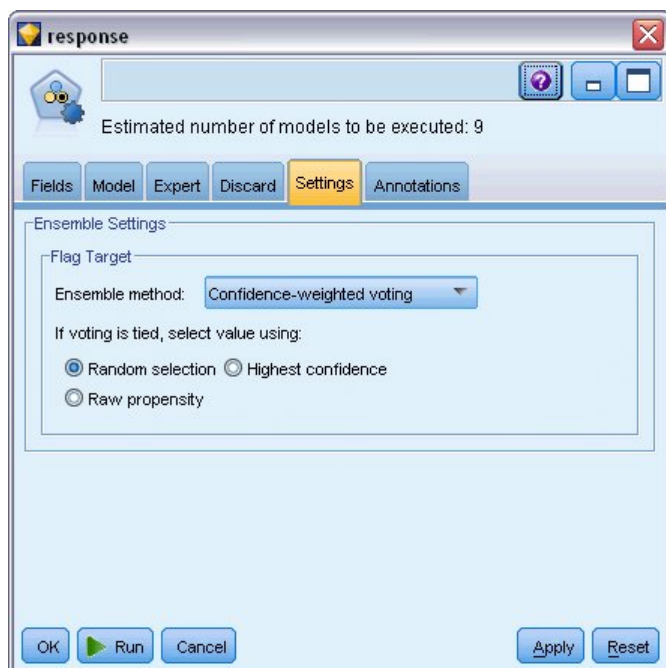 response
Estimated number of models to be executed: 9
Fields Model Expert Discard Settings Annotations
Ensemble Settings
Flag Target
Ensemble method: Confidence-weighted voting
If voting is tied, select value using:
Random selection Highest confidence
Raw propensity
OK Run Cancel Apply Reset